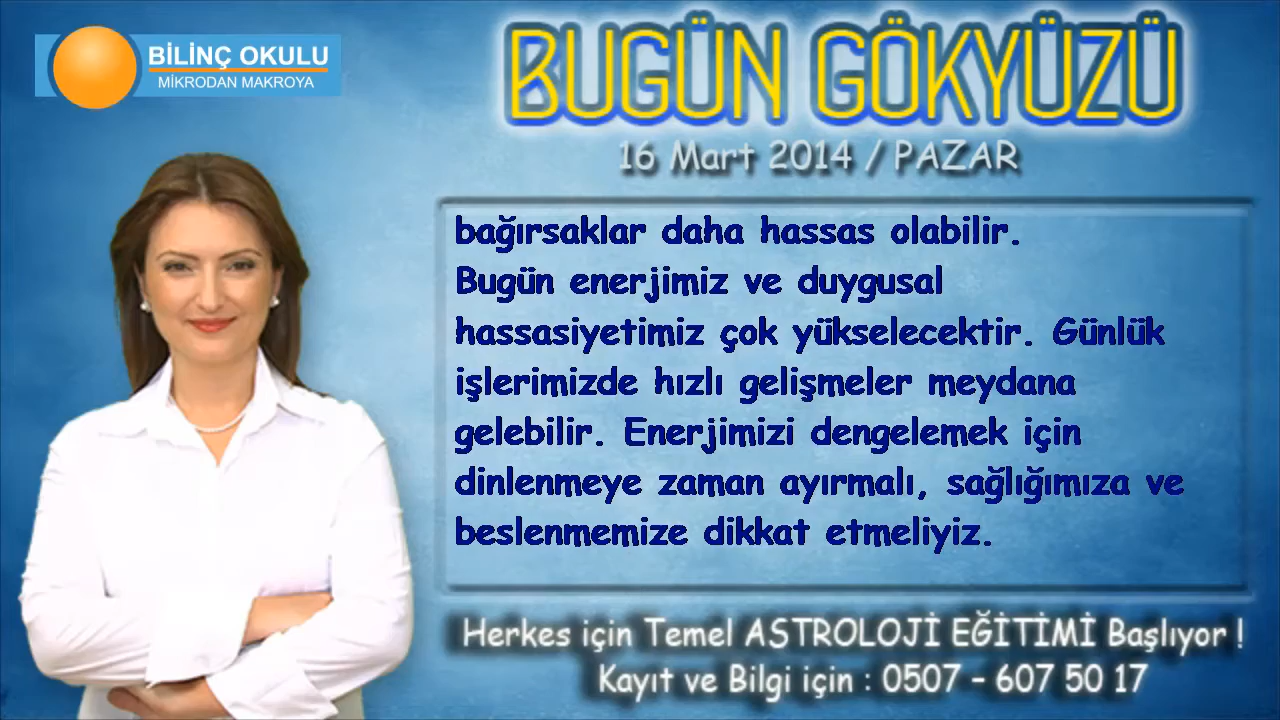 BİLİNÇ OKULU
MİKRODAN MAKROYA
BUGÜN GÖKYÜZÜ
16 Mart 2014 / PAZAR
bağırsaklar daha hassas olabilir.
Bugün enerjimiz ve duygusal
hassasiyetimiz çok yükselecektir. Günlük
işlerimizde hızlı gelişmeler meydana
gelebilir. Enerjimizi dengelemek için
dinlenmeye zaman ayırmalı, sağlığımıza ve
beslenmemize dikkat etmeliyiz.
Herkes için Temel ASTROLOJİ EĞİTİMİ Başlıyor !
Kayıt ve Bilgi için : 0507 – 607 50 17